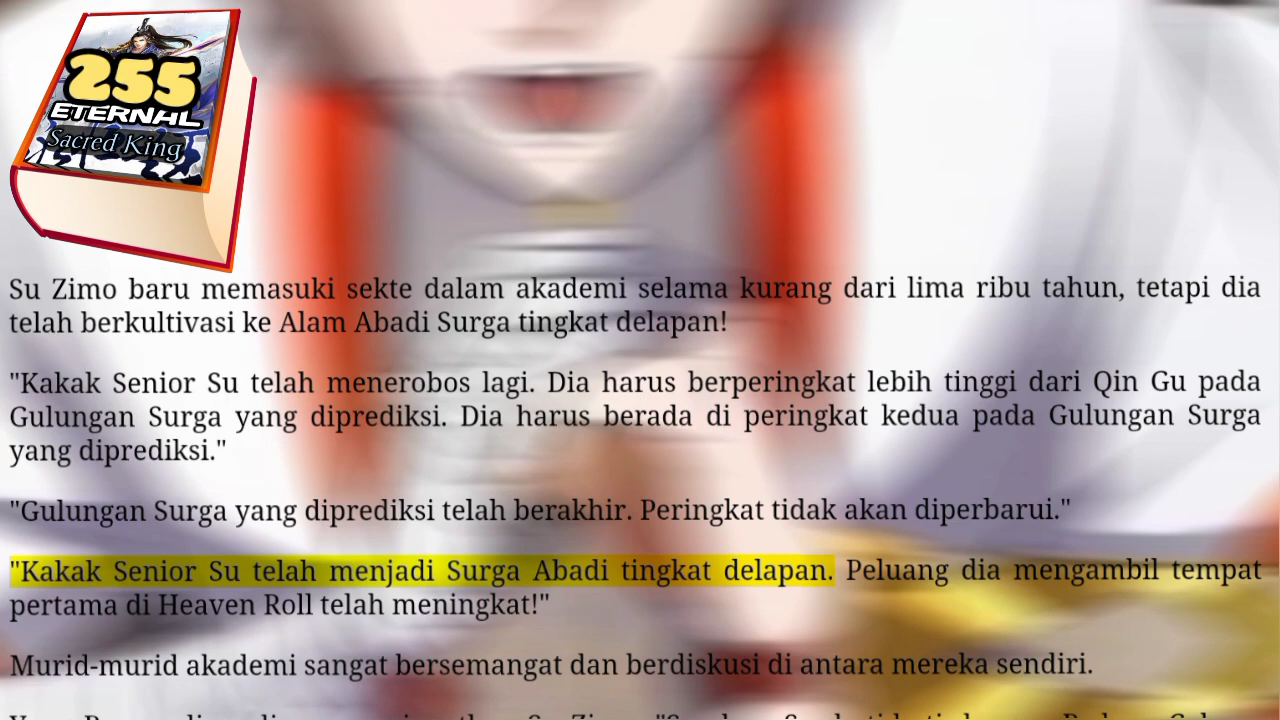 255
ETERNAL
Sacred King
Su Zimo baru memasuki sekte dalam akademi selama kurang dari lima ribu tahun, tetapi dia
telah berkultivasi ke Alam Abadi Surga tingkat delapan!
"Kakak Senior Su telah menerobos lagi. Dia harus berperingkat lebih tinggi dari Qin Gu pada
Gulungan Surga yang diprediksi. Dia harus berada di peringkat kedua pada Gulungan Surga
yang diprediksi."
"Gulungan Surga yang diprediksi telah berakhir. Peringkat tidak akan diperbarui."
"Kakak Senior Su telah menjadi Surga Abadi tingkat delapan. Peluang dia mengambil tempat
pertama di Heaven Roll telah meningkat!"
Murid-murid akademi sangat bersemangat dan berdiskusi di antara mereka sendiri.